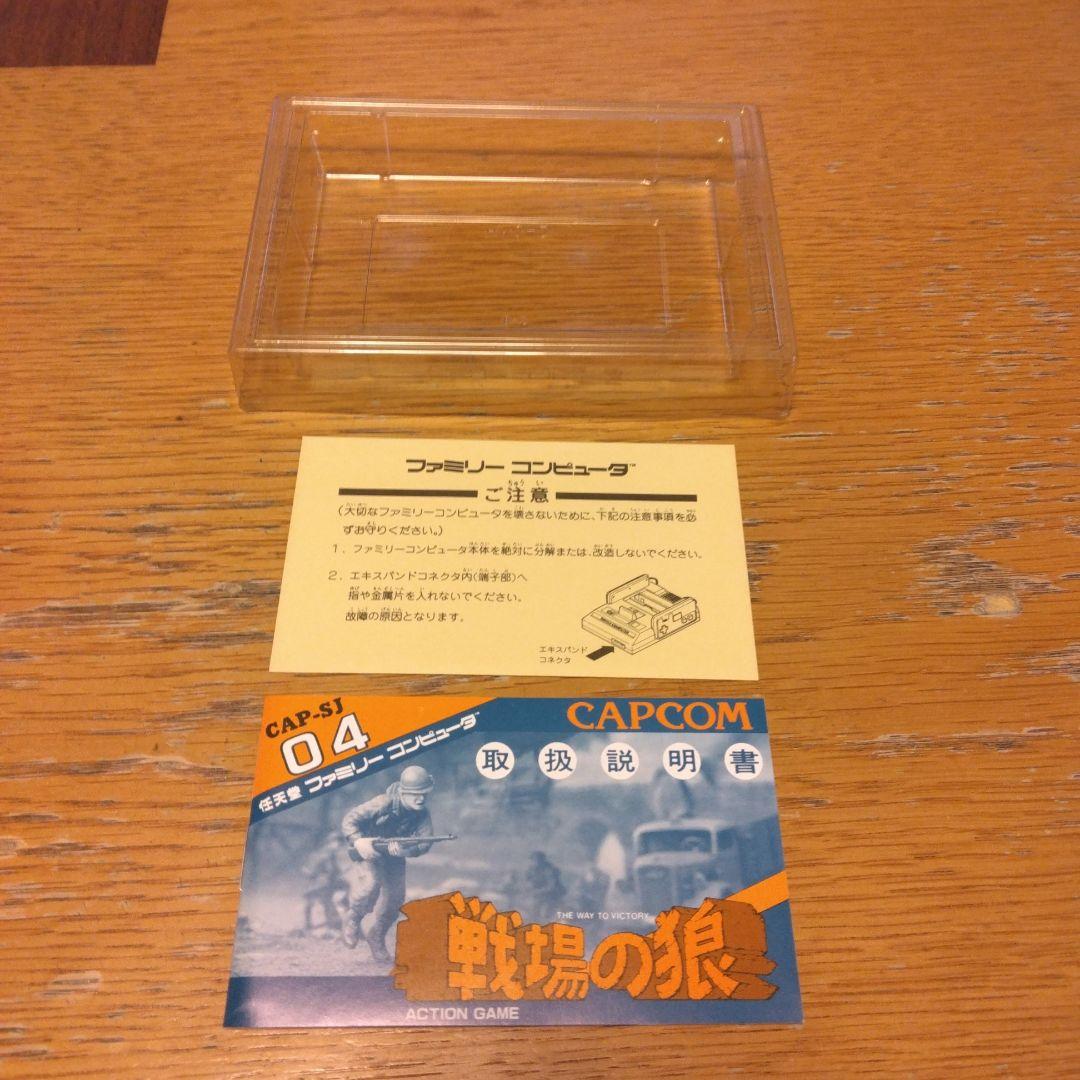 ファミリー コンピュータ™
ご注意
(大切なファミリーコンピュータを壊さないために、下記の注意事項を必
ずお守りください。)
1. ファミリーコンピュータ本体を絶対に分解または、改造しないでください。
2. エキスパンドコネクタ内(端子部)へ
指や金属片を入れないでください。
故障の原因となります。
エキスパンド
コネクタ
CAP-SJ
04
任天堂 ファミリー コンピュータ™
CAPCOM
取扱説明書
THE WAY TO VICTORY
戦場の狼
ACTION GAME